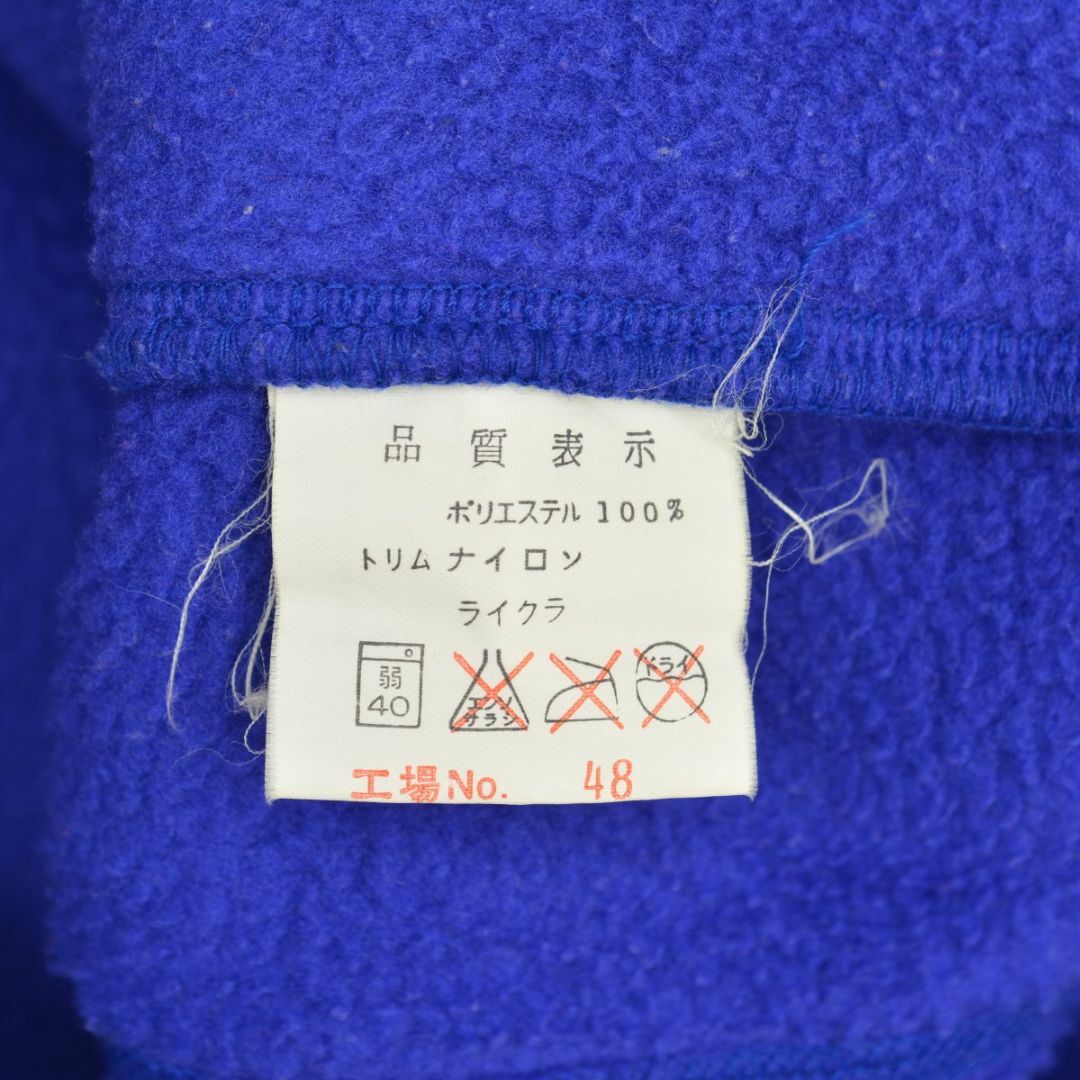 品質表示
ポリエステル 100%
トリム ナイロン
ライクラ
弱 40
エンソ サラシ
ドライ
工場No. 48